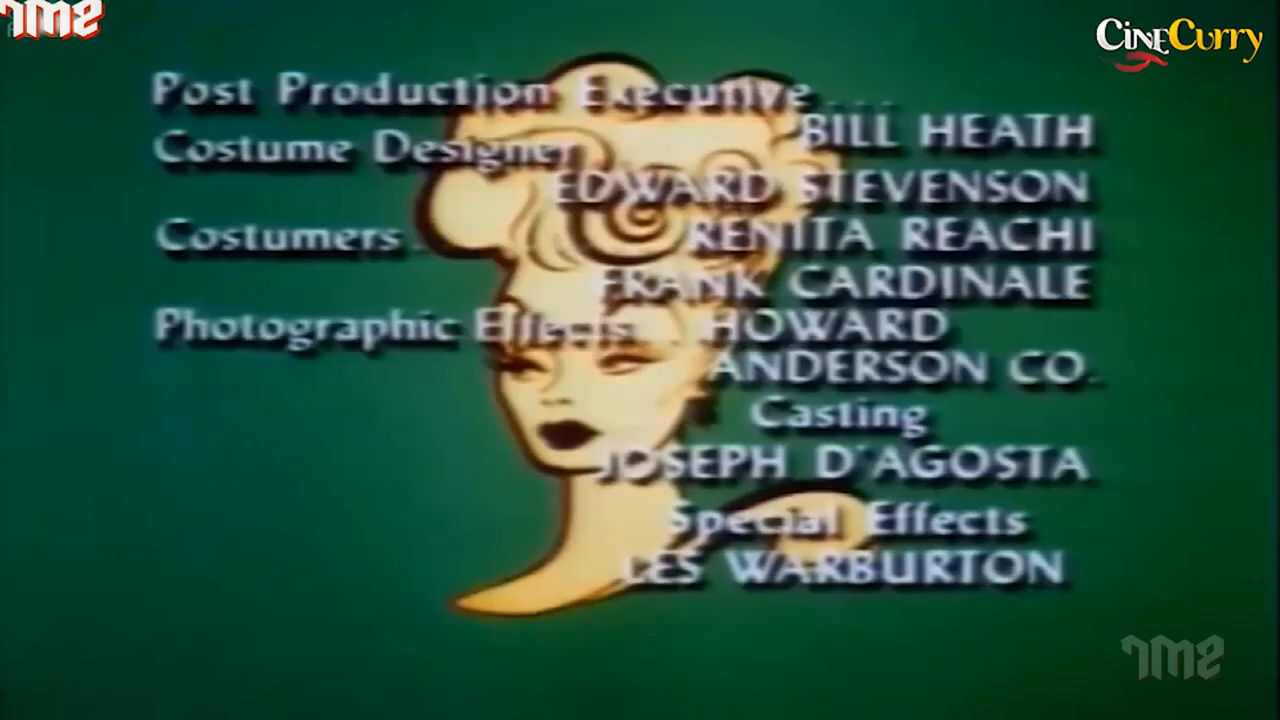 CineCurry
Post Production Executive
BILL HEATH
Costume Designer
EDWARD STEVENSON
Costumers RENITA REACHI
FRANK CARDINALE
Photographic Effects HOWARD
ANDERSON CO.
Casting
JOSEPH D'AGOSTA
Special Effects
LES WARBURTON